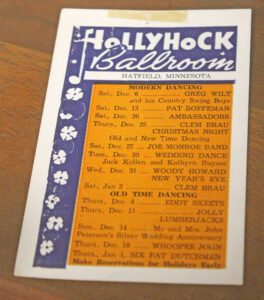 HOLLYHOCK
Ballroom
HATFIELD, MINNESOTA
MODERN DANCING
Sat., Dec. 6 - GREG WILT
and his Country Swing Boys
Sat., Dec. 13 - PAT BOFFEMAN
Sat., Dec. 20 - AMBASSADORS
Thurs., Dec. 25 - CLEM BRAU
CHRISTMAS NIGHT
Old and New Time Dancing
Sat., Dec. 27 - JOE MONROE BAND
Tues., Dec. 30 - WEDDING DANCE
Jack Kellen and Kathryn Baysee
Wed., Dec. 31 - WOODY HOWARD
NEW YEAR'S EVE
Sat., Jan 3 - CLEM BRAU
OLD TIME DANCING
Thurs., Dec. 4 - EDDY SKEETS
Thurs., Dec. 11 - JOLLY
LUMBERJACKS
Sun., Dec. 14 - Mr and Mrs. John
Peterson's Silver Wedding Anniversary
Thurs., Dec. 18 - WHOOPEE JOHN
Thurs., Jan 1, SIX FAT DUTCHMEN
Make Reservations for Holidays Early